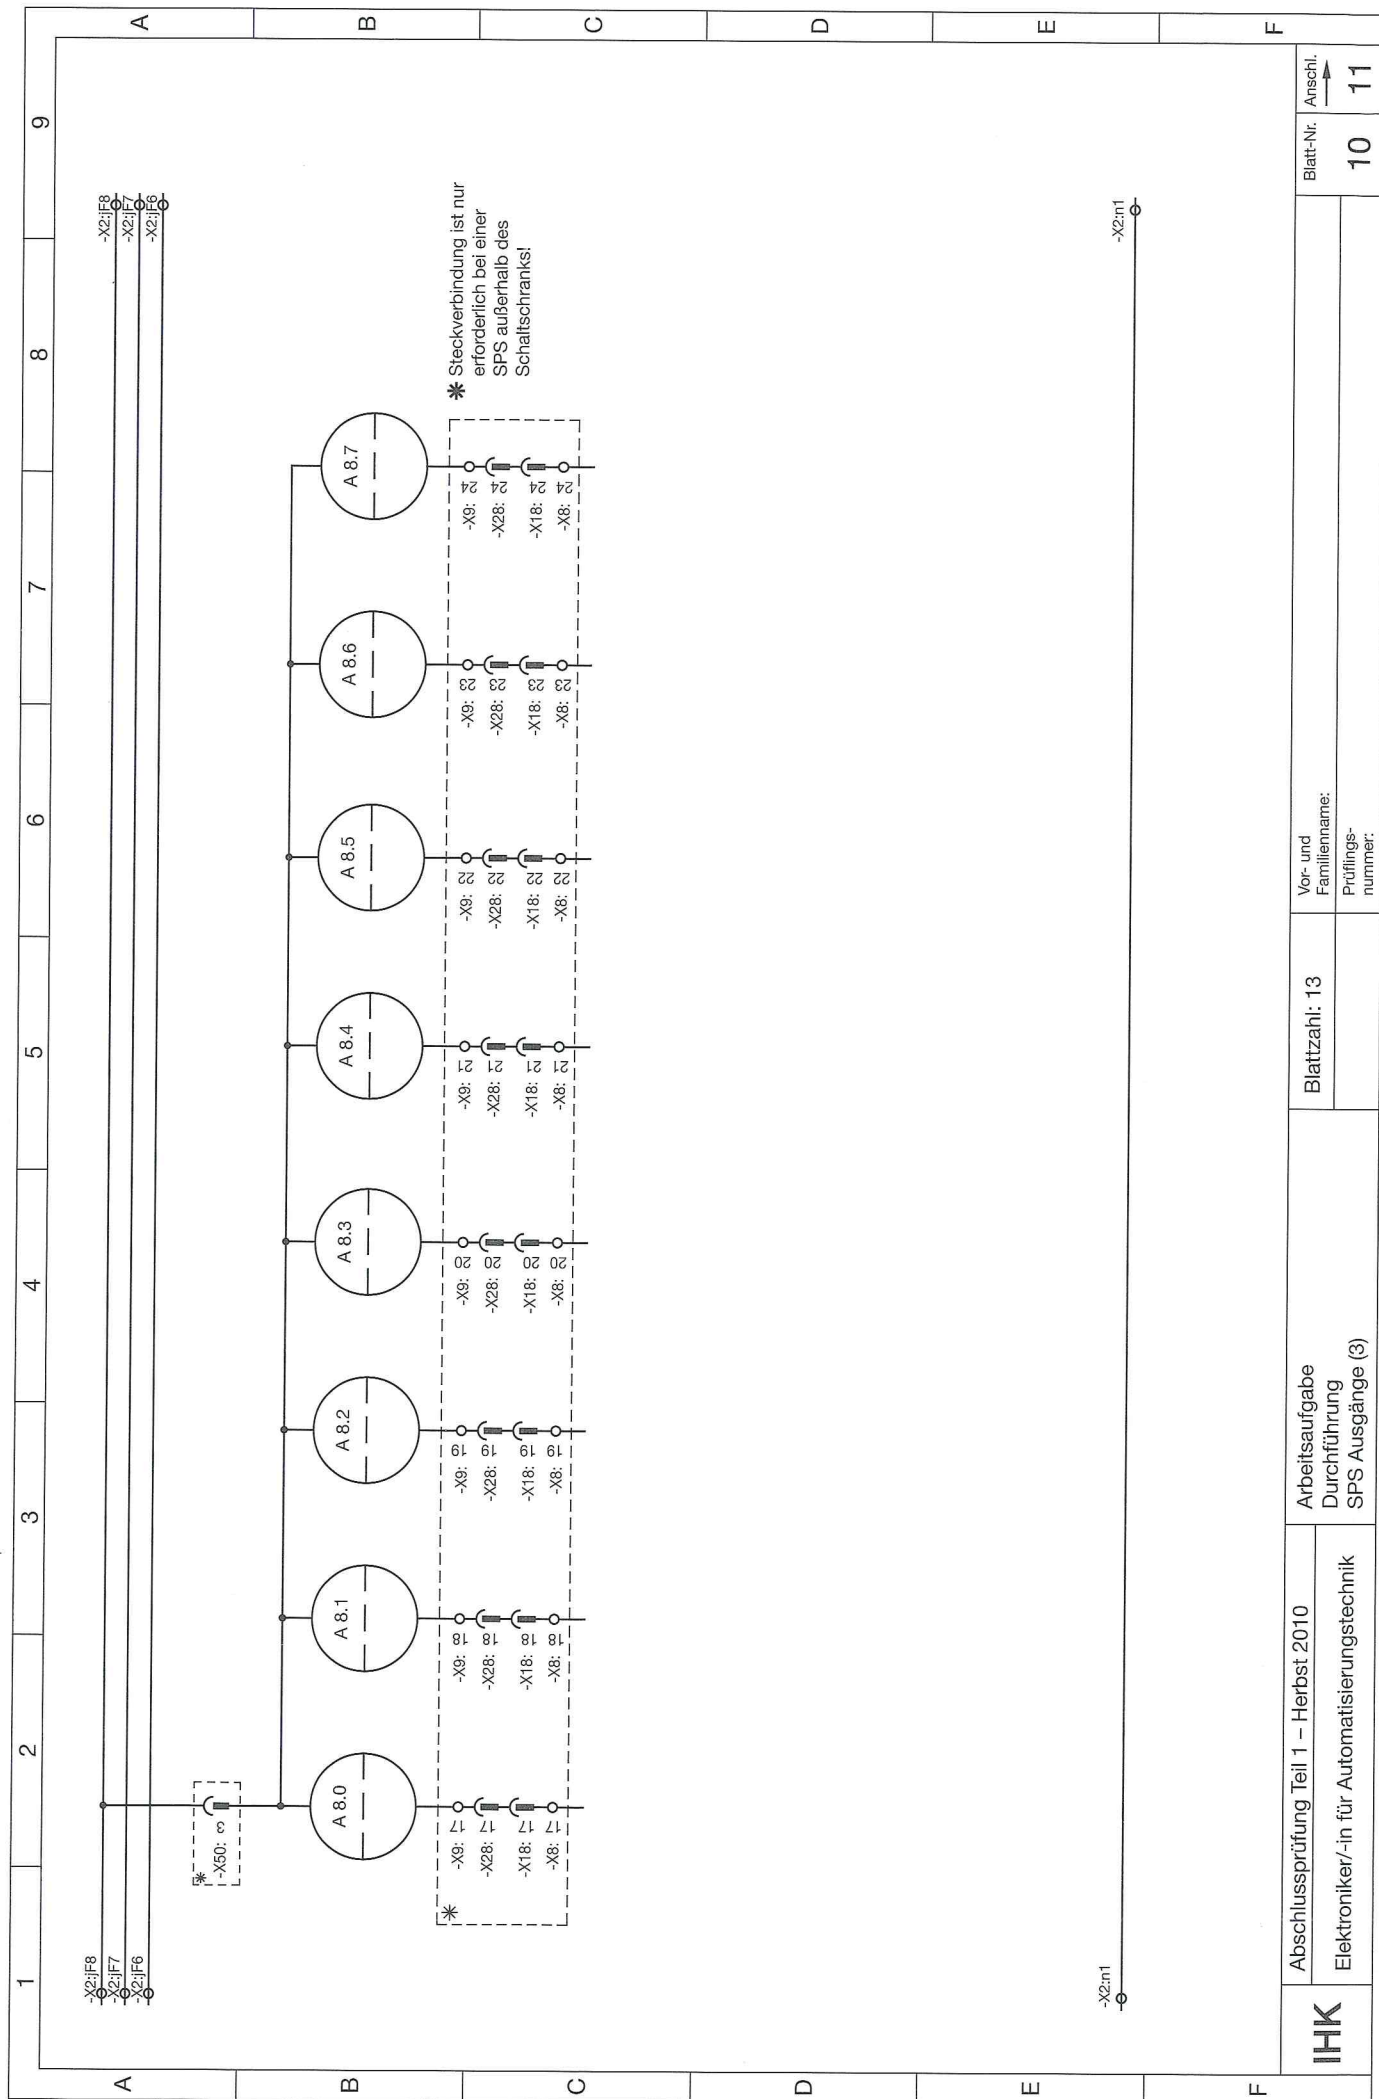 1 2 3 4 5 6 7 8 9
A
B
C
D
E
F
A
B
C
D
E
F
-X2:jF8
-X2:jF7
-X2:jF6
-X2:jF8
-X2:jF7
-X2:jF6
*
-X50: 3
A 8.0
A 8.1
A 8.2
A 8.3
A 8.4
A 8.5
A 8.6
A 8.7
*
-X9: 17
-X28: 17
-X18: 17
-X8: 17
-X9: 18
-X28: 18
-X18: 18
-X8: 18
-X9: 19
-X28: 19
-X18: 19
-X8: 19
-X9: 20
-X28: 20
-X18: 20
-X8: 20
-X9: 21
-X28: 21
-X18: 21
-X8: 21
-X9: 22
-X28: 22
-X18: 22
-X8: 22
-X9: 23
-X28: 23
-X18: 23
-X8: 23
-X9: 24
-X28: 24
-X18: 24
-X8: 24
* Steckverbindung ist nur
erforderlich bei einer
SPS außerhalb des
Schaltschranks!
-X2:n1
-X2:n1
IHK
Abschlussprüfung Teil 1 – Herbst 2010
Elektroniker/-in für Automatisierungstechnik
Arbeitsaufgabe
Durchführung
SPS Ausgänge (3)
Blattzahl: 13
Vor- und
Familienname:
Prüflings-
nummer:
Blatt-Nr.
10
Anschl.
11